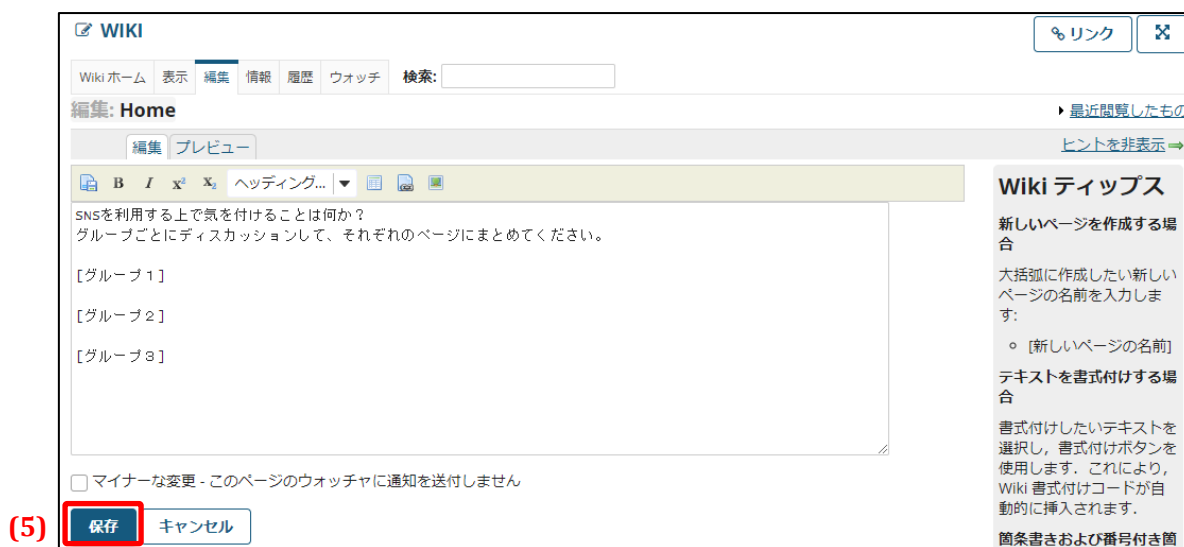 WIKI
リンク
Wiki ホーム 表示 編集 情報 履歴 ウォッチ 検索:
編集: Home
最近閲覧したもの
編集 プレビュー
ヒントを非表示
B I X² X₂ ヘッディング...
SNSを利用する上で気を付けることは何か？
グループごとにディスカッションして、それぞれのページにまとめてください。
[グループ１]
[グループ２]
[グループ３]
マイナーな変更 - このページのウォッチャに通知を送付しません
(5)
保存 キャンセル
Wiki ティップス
新しいページを作成する場
合
大括弧に作成したい新しい
ページの名前を入力しま
す:
[新しいページの名前]
テキストを書式付けする場
合
書式付けしたいテキストを
選択し，書式付けボタンを
使用します．これにより，
Wiki 書式付けコードが自
動的に挿入されます．
箇条書きおよび番号付き箇